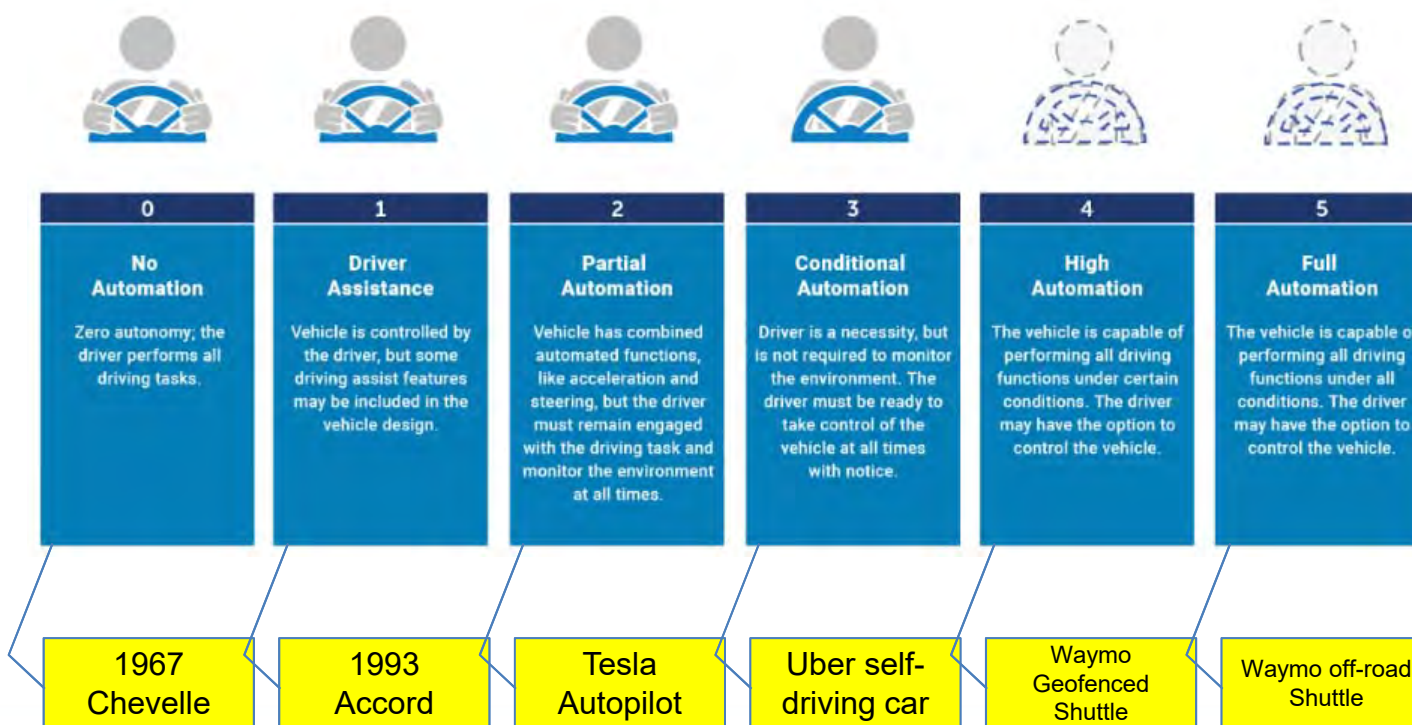 0
No
Automation
Zero autonomy; the
driver performs all
driving tasks.
1
Driver
Assistance
Vehicle is controlled by
the driver, but some
driving assist features
may be included in the
vehicle design.
2
Partial
Automation
Vehicle has combined
automated functions,
like acceleration and
steering, but the driver
must remain engaged
with the driving task and
monitor the environment
at all times.
3
Conditional
Automation
Driver is a necessity, but
is not required to monitor
the environment. The
driver must be ready to
take control of the
vehicle at all times
with notice.
4
High
Automation
The vehicle is capable of
performing all driving
functions under certain
conditions. The driver
may have the option to
control the vehicle.
5
Full
Automation
The vehicle is capable o
performing all driving
functions under all
conditions. The driver
may have the option to
control the vehicle.
1967
Chevelle
1993
Accord
Tesla
Autopilot
Uber self-
driving car
Waymo
Geofenced
Shuttle
Waymo off-road
Shuttle